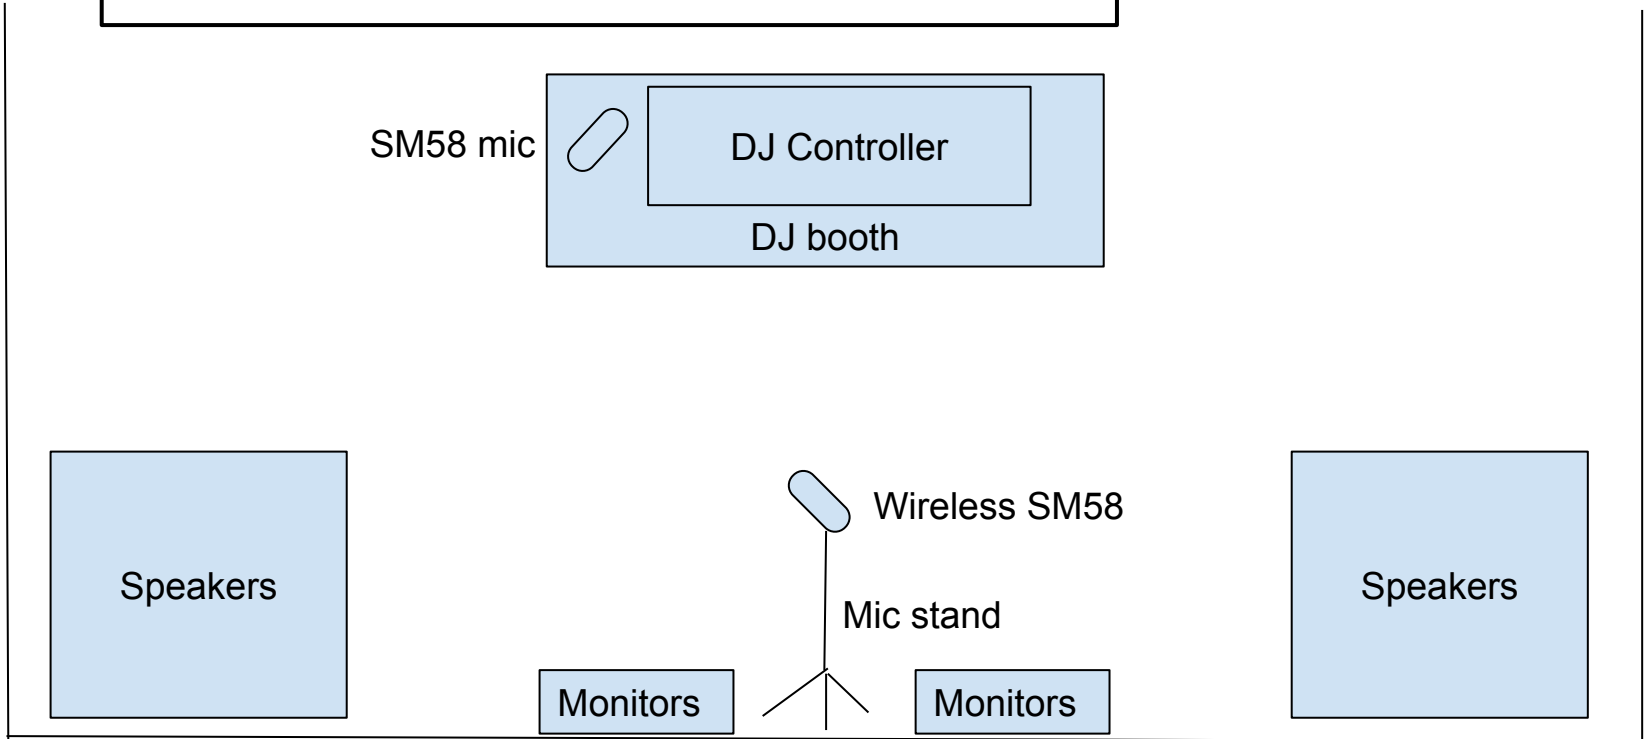 SM58 mic
DJ Controller
DJ booth
Wireless SM58
Speakers
Speakers
Mic stand
Monitors
Monitors